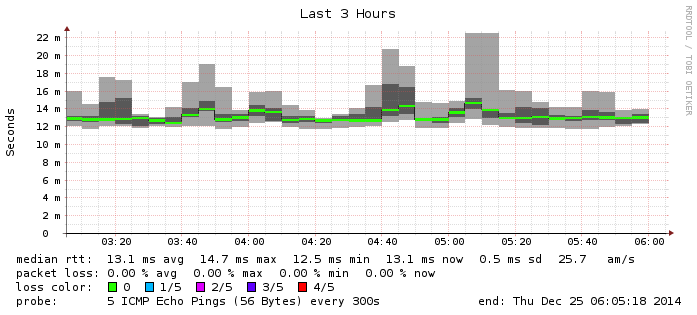 Last 3 Hours
RRDTOOL / TOBI OETIKER
Seconds
22 m
20 m
18 m
16 m
14 m
12 m
10 m
8 m
6 m
4 m
2 m
0
03:20 03:40 04:00 04:20 04:40 05:00 05:20 05:40 06:00
median rtt: 13.1 ms avg 14.7 ms max 12.5 ms min 13.1 ms now 0.5 ms sd 25.7 am/s
packet loss: 0.00 % avg 0.00 % max 0.00 % min 0.00 % now
loss color: 0 1/5 2/5 3/5 4/5
probe: 5 ICMP Echo Pings (56 Bytes) every 300s end: Thu Dec 25 06:05:18 2014